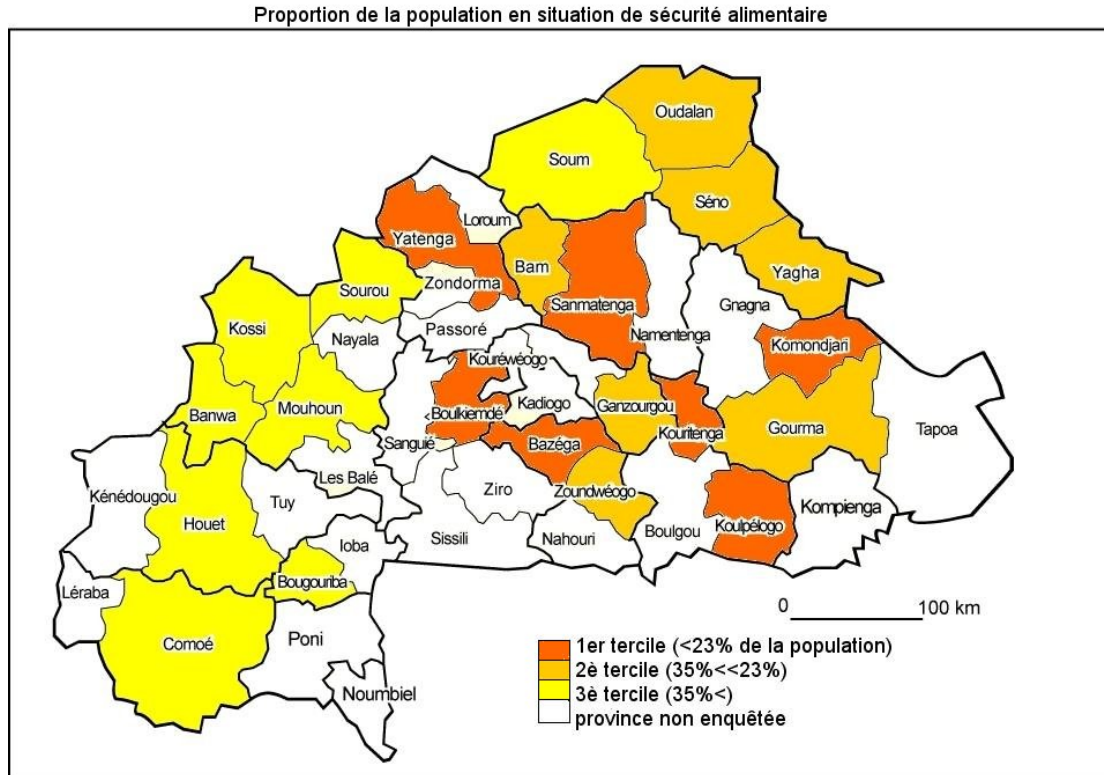 Proportion de la population en situation de sécurité alimentaire
Oudalan
Soum
Séno
Loroum
Yatenga
Bam
Yagha
Zondorma
Sourou
Sanmatenga
Gnagna
Kossi
Passoré
Nayala
Namentenga
Komondjari
Kouréwéogo
Mouhoun
Banwa
Boulkiemdé
Kadiogo
Ganzourgou
Gourma
Tapoa
Kouritenga
Sanguié
Bazéga
Les Balé
Kénédougou
Ziro
Zoundwéogo
Tuy
Houet
Kompienga
Koulpélogo
Boulgou
Ioba
Sissili
Nahouri
Bougouriba
Léraba
0 100 km
Poni
Comoé
Noumbiel
1er tercile (<23% de la population)
2è tercile (35%<<23%)
3è tercile (35%<)
province non enquêtée